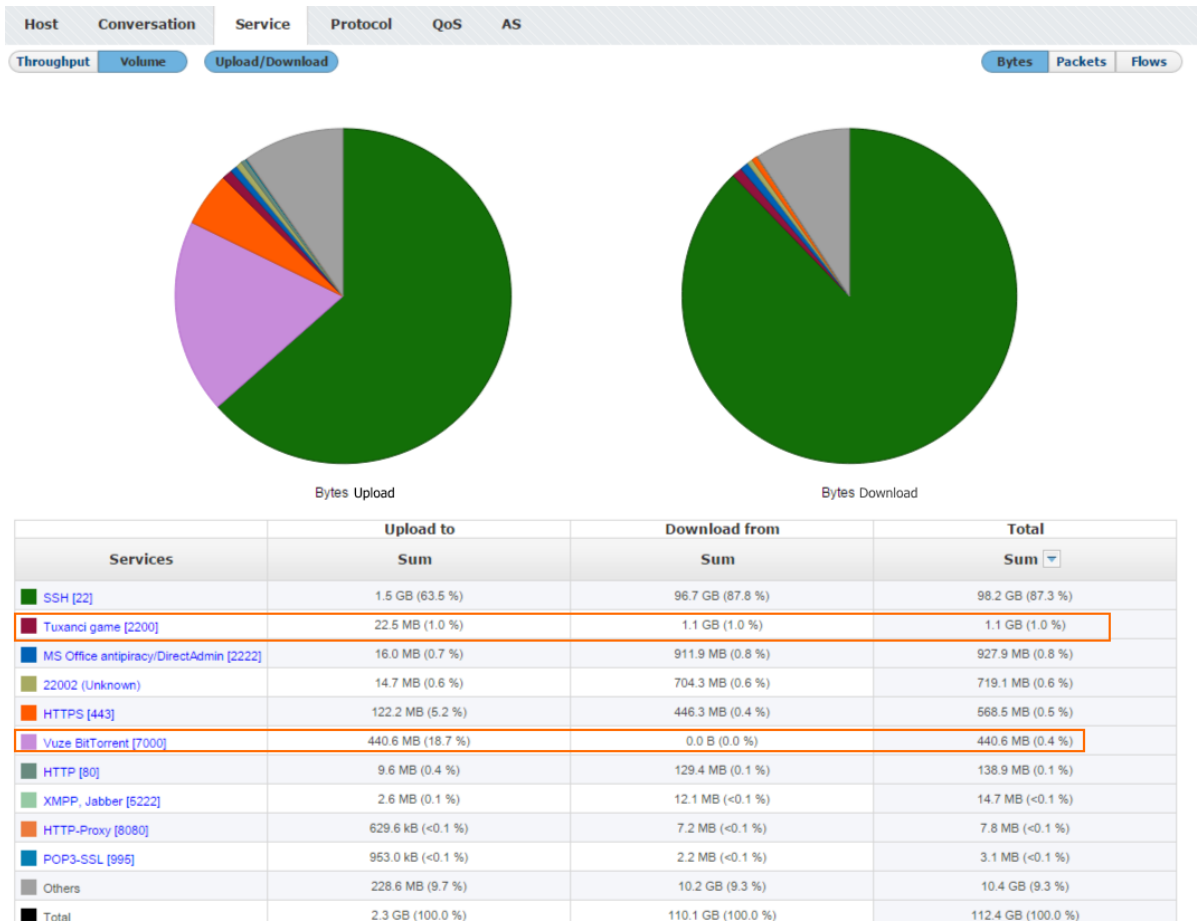 Host Conversation Service Protocol QoS AS
Throughput Volume Upload/Download Bytes Packets Flows
Bytes Upload Bytes Download
Upload to Download from Total
Services Sum Sum Sum
SSH [22] 1.5 GB (63.5 %) 96.7 GB (87.8 %) 98.2 GB (87.3 %)
Tuxanci game [2200] 22.5 MB (1.0 %) 1.1 GB (1.0 %) 1.1 GB (1.0 %)
MS Office antipiracy/DirectAdmin [2222] 16.0 MB (0.7 %) 911.9 MB (0.8 %) 927.9 MB (0.8 %)
22002 (Unknown) 14.7 MB (0.6 %) 704.3 MB (0.6 %) 719.1 MB (0.6 %)
HTTPS [443] 122.2 MB (5.2 %) 446.3 MB (0.4 %) 568.5 MB (0.5 %)
Vuze BitTorrent [7000] 440.6 MB (18.7 %) 0.0 B (0.0 %) 440.6 MB (0.4 %)
HTTP [80] 9.6 MB (0.4 %) 129.4 MB (0.1 %) 138.9 MB (0.1 %)
XMPP, Jabber [5222] 2.6 MB (0.1 %) 12.1 MB (<0.1 %) 14.7 MB (<0.1 %)
HTTP-Proxy [8080] 629.6 kB (<0.1 %) 7.2 MB (<0.1 %) 7.8 MB (<0.1 %)
POP3-SSL [995] 953.0 kB (<0.1 %) 2.2 MB (<0.1 %) 3.1 MB (<0.1 %)
Others 228.6 MB (9.7 %) 10.2 GB (9.3 %) 10.4 GB (9.3 %)
Total 2.3 GB (100.0 %) 110.1 GB (100.0 %) 112.4 GB (100.0 %)